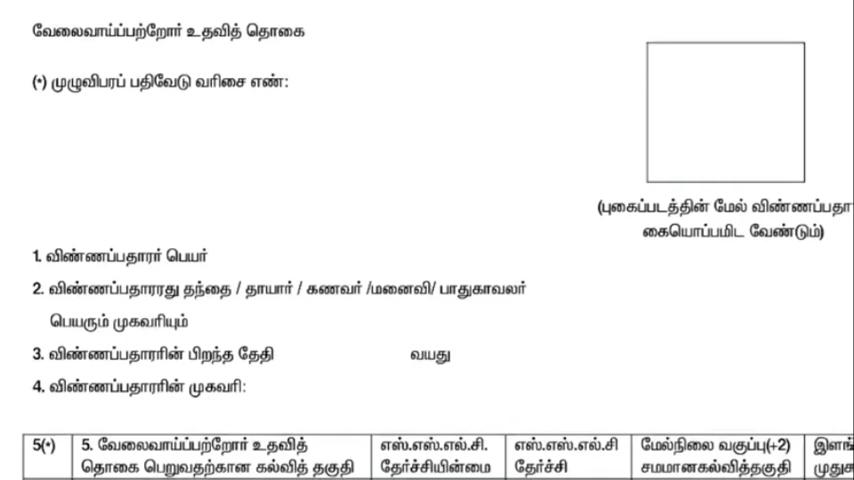 வேலைவாய்ப்பற்றோர் உதவித் தொகை
(*) முழுவிபரப் பதிவேடு வரிசை எண்:
(புகைப்படத்தின் மேல் விண்ணப்பதா
கையொப்பமிட வேண்டும்)
1. விண்ணப்பதாரர் பெயர்
2. விண்ணப்பதாரரது தந்தை / தாயார் / கணவர் /மனைவி/ பாதுகாவலர்
பெயரும் முகவரியும்
3. விண்ணப்பதாரரின் பிறந்த தேதி வயது
4. விண்ணப்பதாரரின் முகவரி:
5(*) 5. வேலைவாய்ப்பற்றோர் உதவித் எஸ்.எஸ்.எல்.சி. எஸ்.எஸ்.எல்.சி மேல்நிலை வகுப்பு(+2) இளங்
தொகை பெறுவதற்கான கல்வித் தகுதி தேர்ச்சியின்மை தேர்ச்சி சமமானகல்வித்தகுதி முதுக